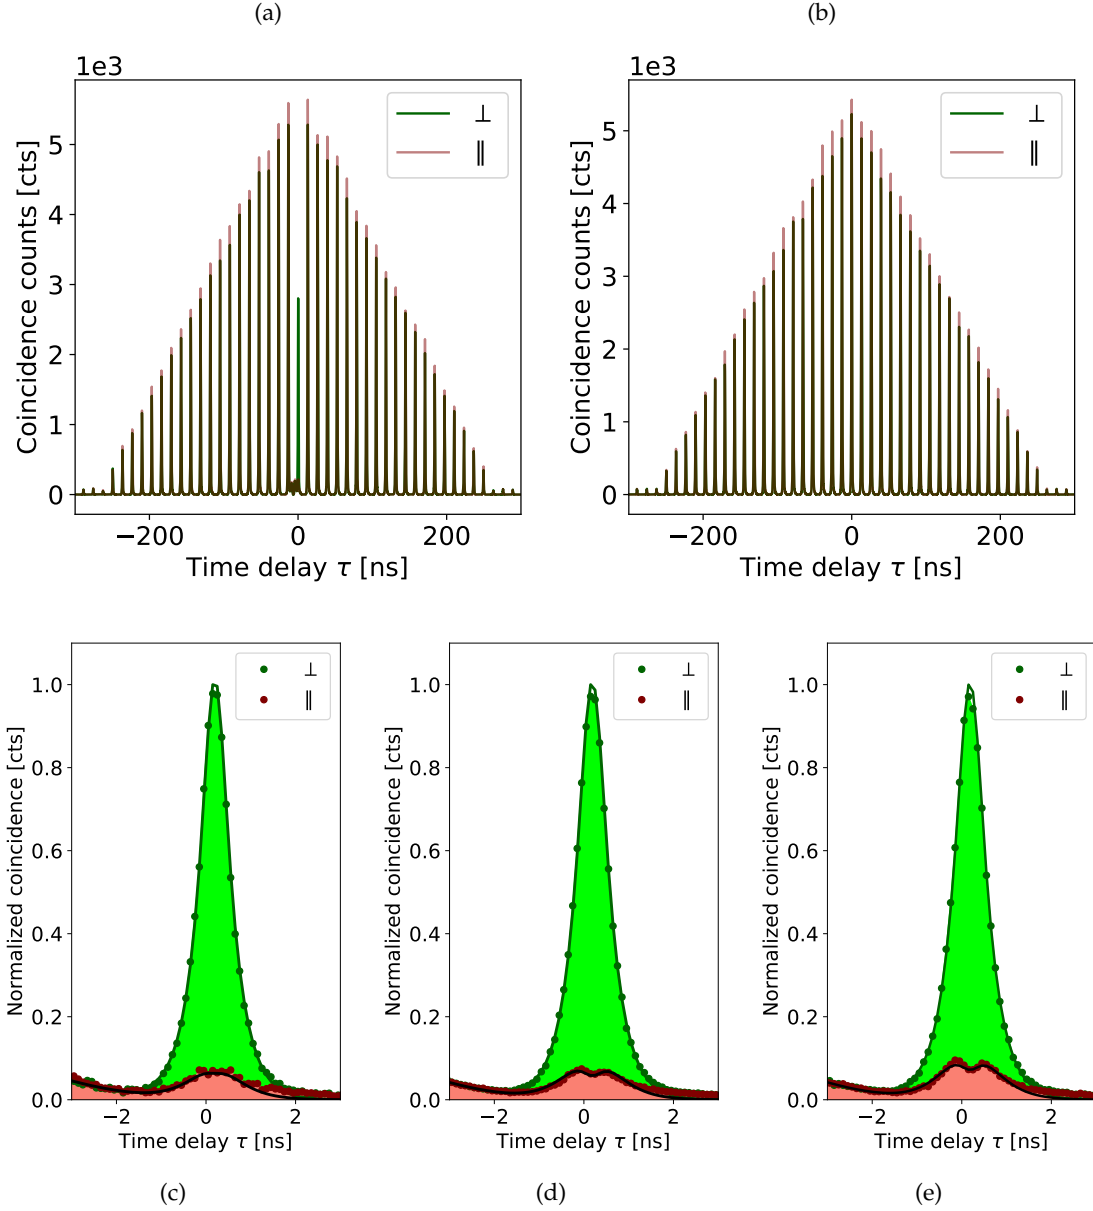 (a) (b)
1e3 1e3
⊥ ⊥
∥ ∥
5 5
4 4
3 3
2 2
1 1
0 0
Coincidence counts [cts] Coincidence counts [cts]
−200 0 200 −200 0 200
Time delay τ [ns] Time delay τ [ns]
⊥ ⊥ ⊥
∥ ∥ ∥
1.0 1.0 1.0
0.8 0.8 0.8
0.6 0.6 0.6
0.4 0.4 0.4
0.2 0.2 0.2
0.0 0.0 0.0
Normalized coincidence [cts] Normalized coincidence [cts] Normalized coincidence [cts]
−2 0 2 −2 0 2 −2 0 2
Time delay τ [ns] Time delay τ [ns] Time delay τ [ns]
(c) (d) (e)